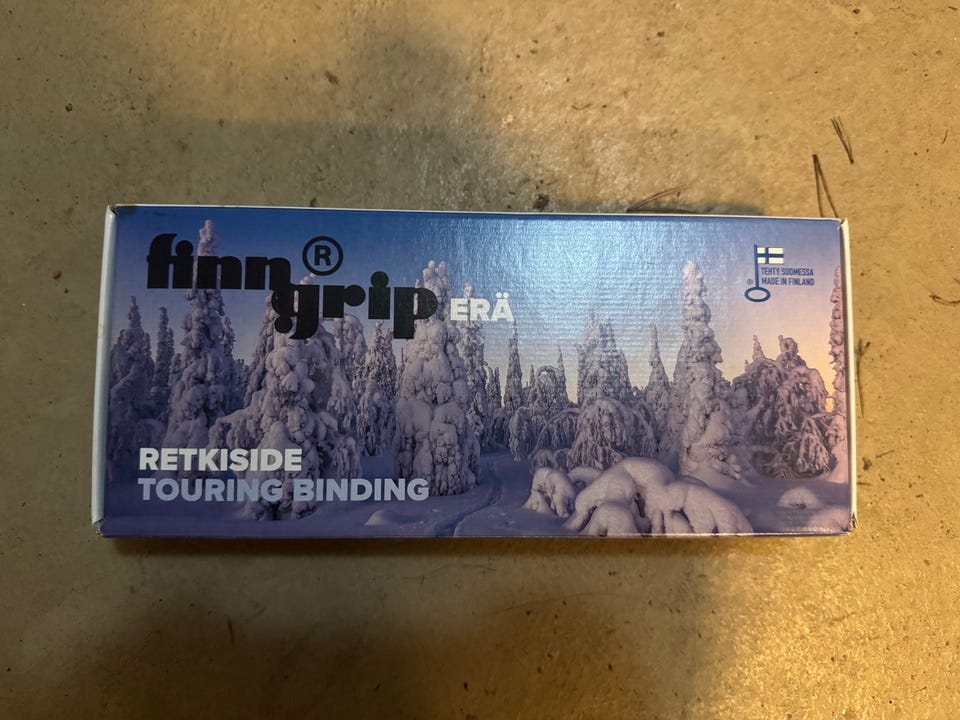 finn®
grip ERÄ
TEHTY SUOMESSA
® MADE IN FINLAND
RETKISIDE
TOURING BINDING